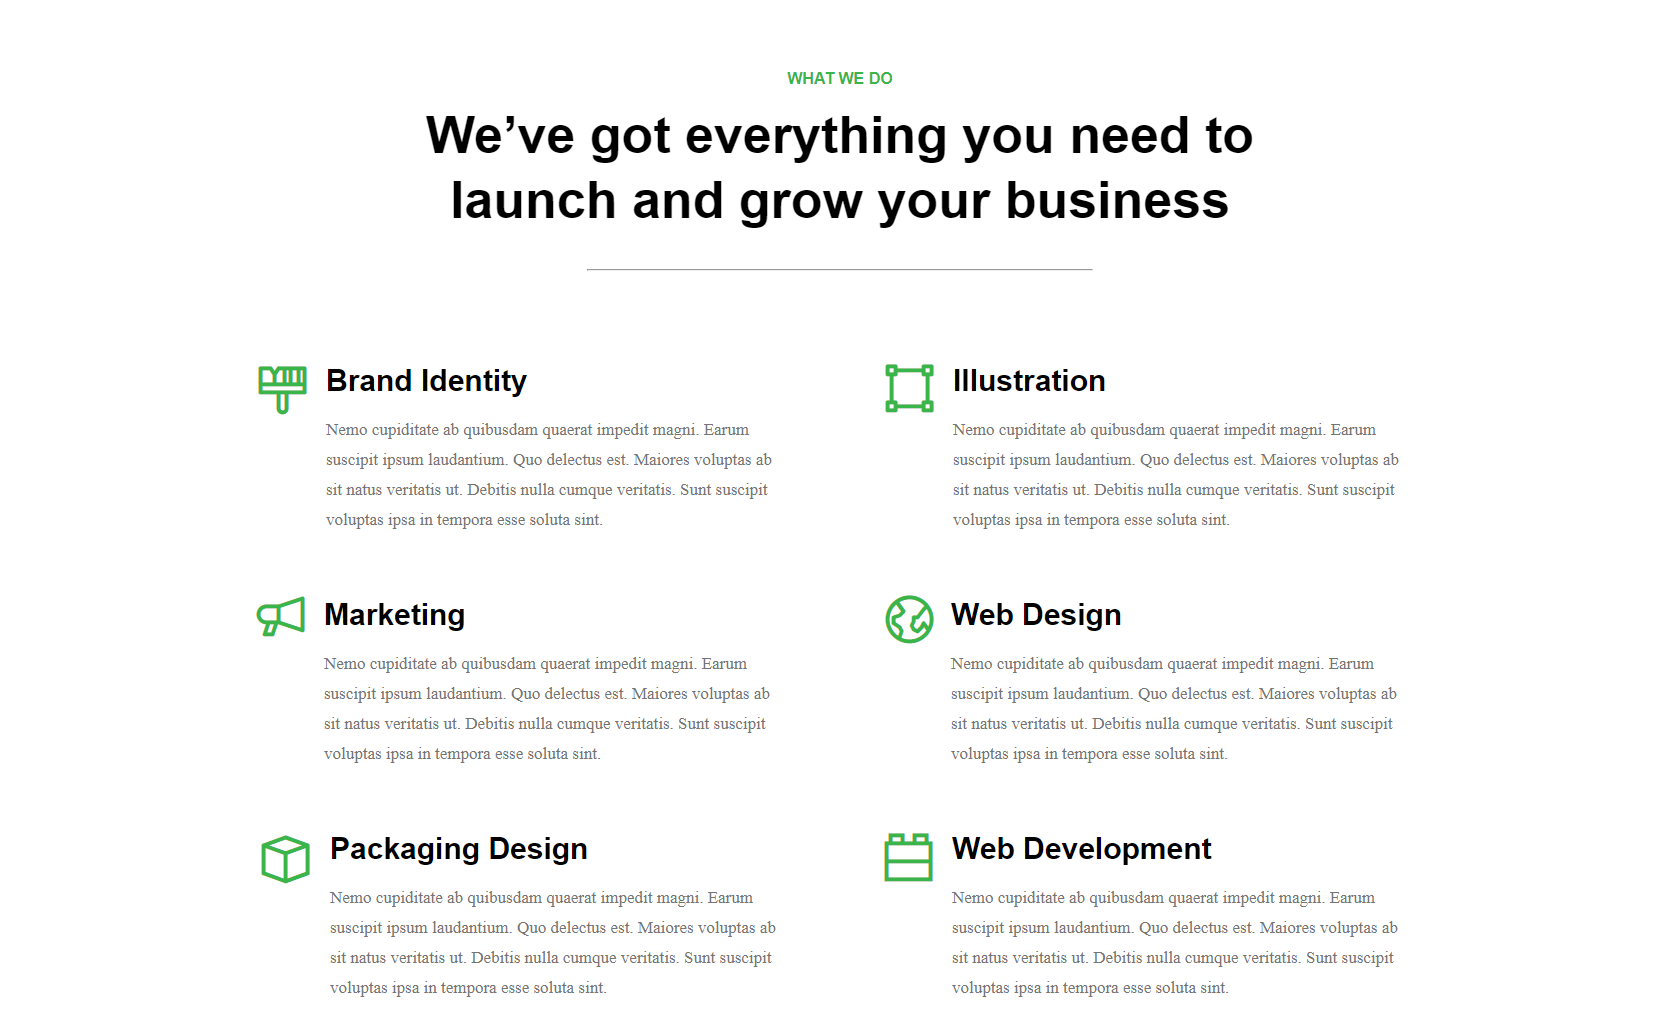 WHAT WE DO
We’ve got everything you need to
launch and grow your business
Brand Identity
Nemo cupiditate ab quibusdam quaerat impedit magni. Earum
suscipit ipsum laudantium. Quo delectus est. Maiores voluptas ab
sit natus veritatis ut. Debitis nulla cumque veritatis. Sunt suscipit
voluptas ipsa in tempora esse soluta sint.
Illustration
Nemo cupiditate ab quibusdam quaerat impedit magni. Earum
suscipit ipsum laudantium. Quo delectus est. Maiores voluptas ab
sit natus veritatis ut. Debitis nulla cumque veritatis. Sunt suscipit
voluptas ipsa in tempora esse soluta sint.
Marketing
Nemo cupiditate ab quibusdam quaerat impedit magni. Earum
suscipit ipsum laudantium. Quo delectus est. Maiores voluptas ab
sit natus veritatis ut. Debitis nulla cumque veritatis. Sunt suscipit
voluptas ipsa in tempora esse soluta sint.
Web Design
Nemo cupiditate ab quibusdam quaerat impedit magni. Earum
suscipit ipsum laudantium. Quo delectus est. Maiores voluptas ab
sit natus veritatis ut. Debitis nulla cumque veritatis. Sunt suscipit
voluptas ipsa in tempora esse soluta sint.
Packaging Design
Nemo cupiditate ab quibusdam quaerat impedit magni. Earum
suscipit ipsum laudantium. Quo delectus est. Maiores voluptas ab
sit natus veritatis ut. Debitis nulla cumque veritatis. Sunt suscipit
voluptas ipsa in tempora esse soluta sint.
Web Development
Nemo cupiditate ab quibusdam quaerat impedit magni. Earum
suscipit ipsum laudantium. Quo delectus est. Maiores voluptas ab
sit natus veritatis ut. Debitis nulla cumque veritatis. Sunt suscipit
voluptas ipsa in tempora esse soluta sint.